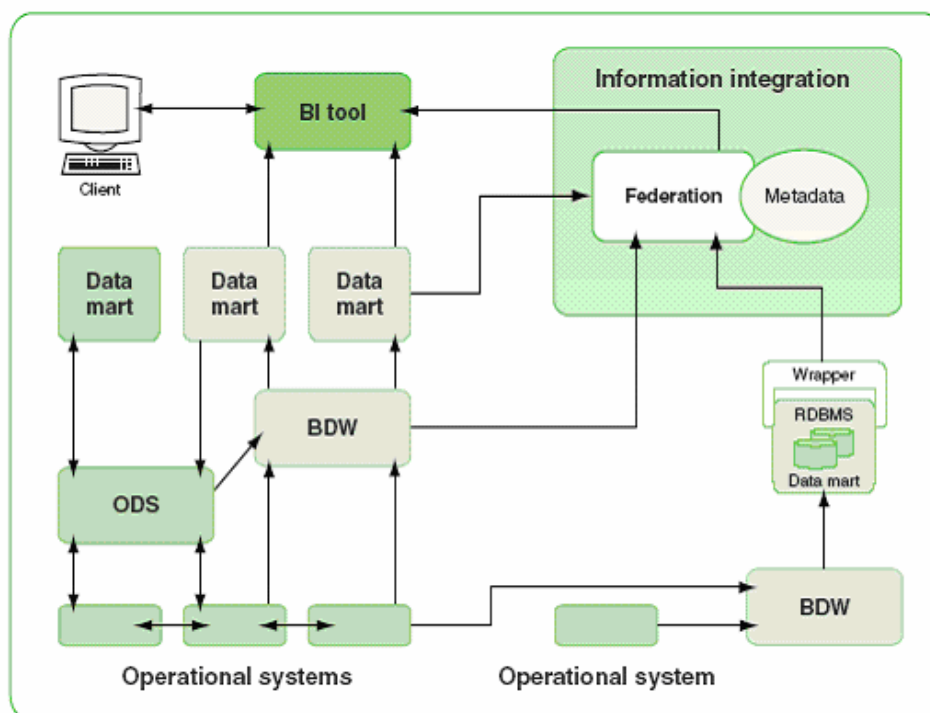 Information integration
BI tool
Client
Federation
Metadata
Data
mart
Data
mart
Data
mart
Wrapper
RDBMS
Data mart
BDW
ODS
BDW
Operational systems
Operational system